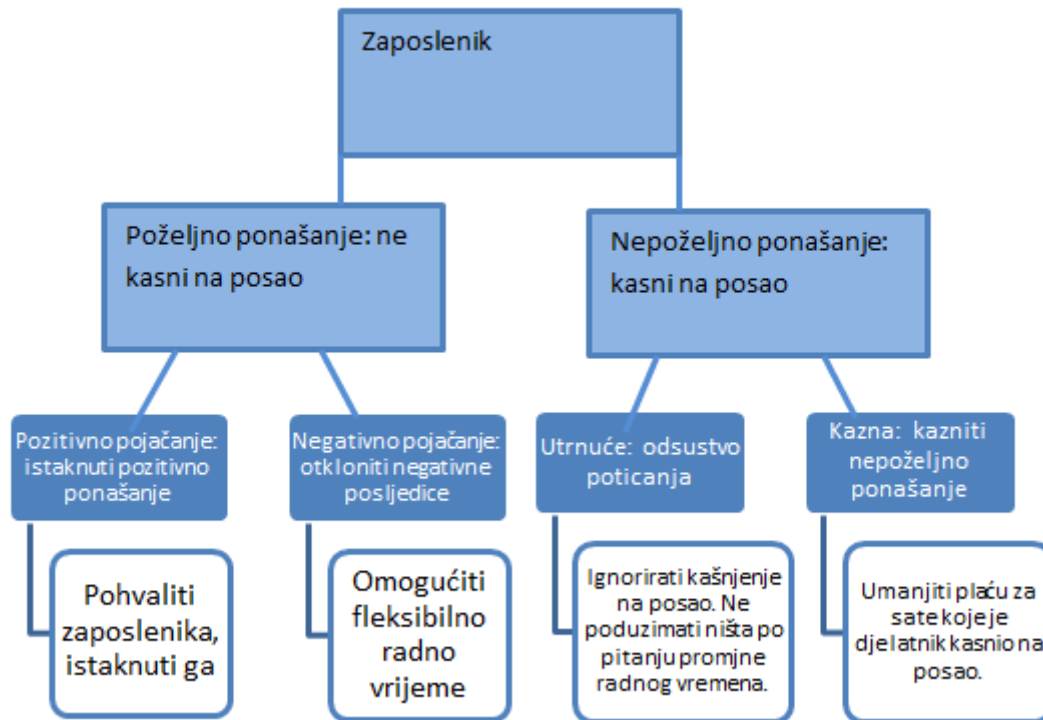 Zaposlenik
Poželjno ponašanje: ne
kasni na posao
Nepoželjno ponašanje:
kasni na posao
Pozitivno pojačanje:
istaknuti pozitivno
ponašanje
Negativno pojačanje:
otkloniti negativne
posljedice
Utrnuće: odsustvo
poticanja
Kazna: kazniti
nepoželjno
ponašanje
Pohvaliti
zaposlenika,
istaknuti ga
Omogućiti
fleksibilno
radno
vrijeme
Ignorirati kašnjenje
na posao. Ne
poduzimati ništa po
pitanju promjne
radnog vremena.
Umanjiti plaću za
sate koje je
djelatnik kasnio na
posao.